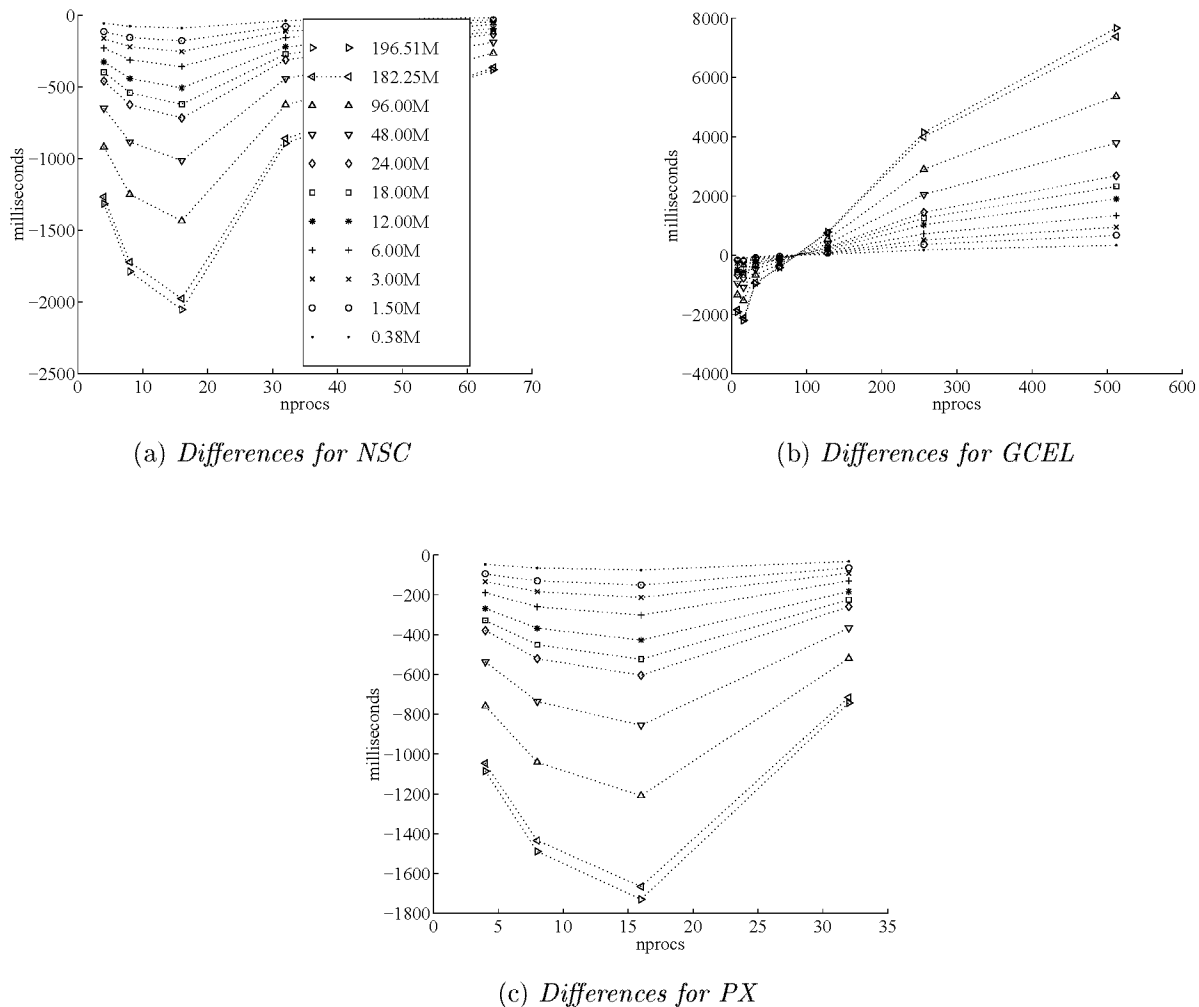 0
−500
−1000
−1500
−2000
−2500
milliseconds
196.51M
182.25M
96.00M
48.00M
24.00M
18.00M
12.00M
6.00M
3.00M
1.50M
0.38M
0 10 20 30 40 50 60 70
nprocs
(a) Differences for NSC
8000
6000
4000
2000
0
−2000
−4000
milliseconds
0 100 200 300 400 500 600
nprocs
(b) Differences for GCEL
0
−200
−400
−600
−800
−1000
−1200
−1400
−1600
−1800
milliseconds
0 5 10 15 20 25 30 35
nprocs
(c) Differences for PX